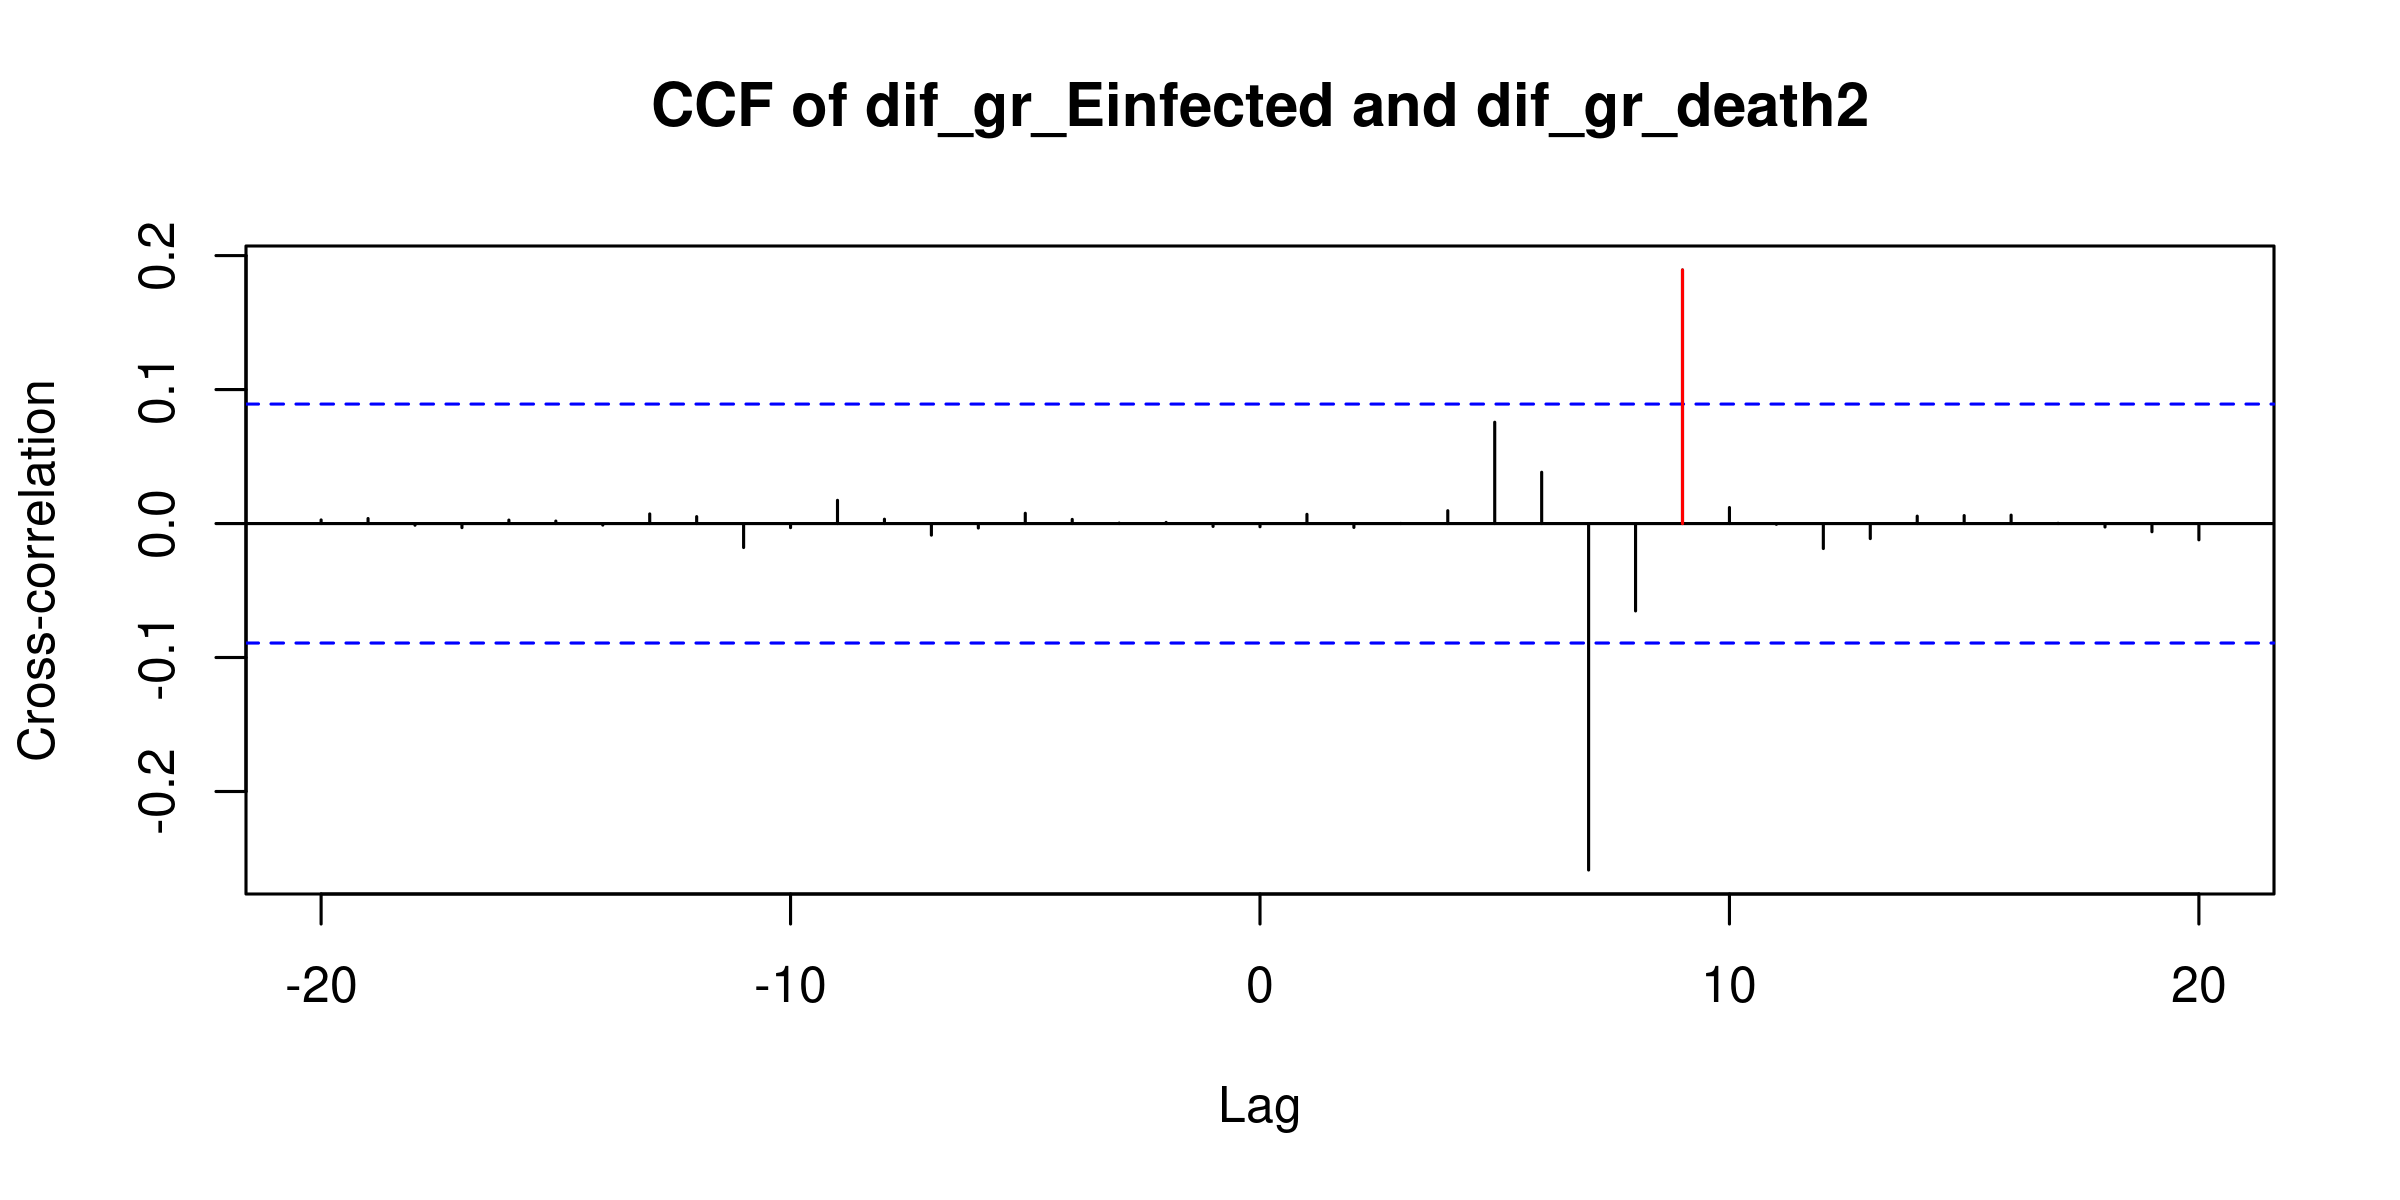 CCF of dif_gr_Einfected and dif_gr_death2
Cross-correlation
0.2
0.1
0.0
-0.1
-0.2
-20 -10 0 10 20
Lag